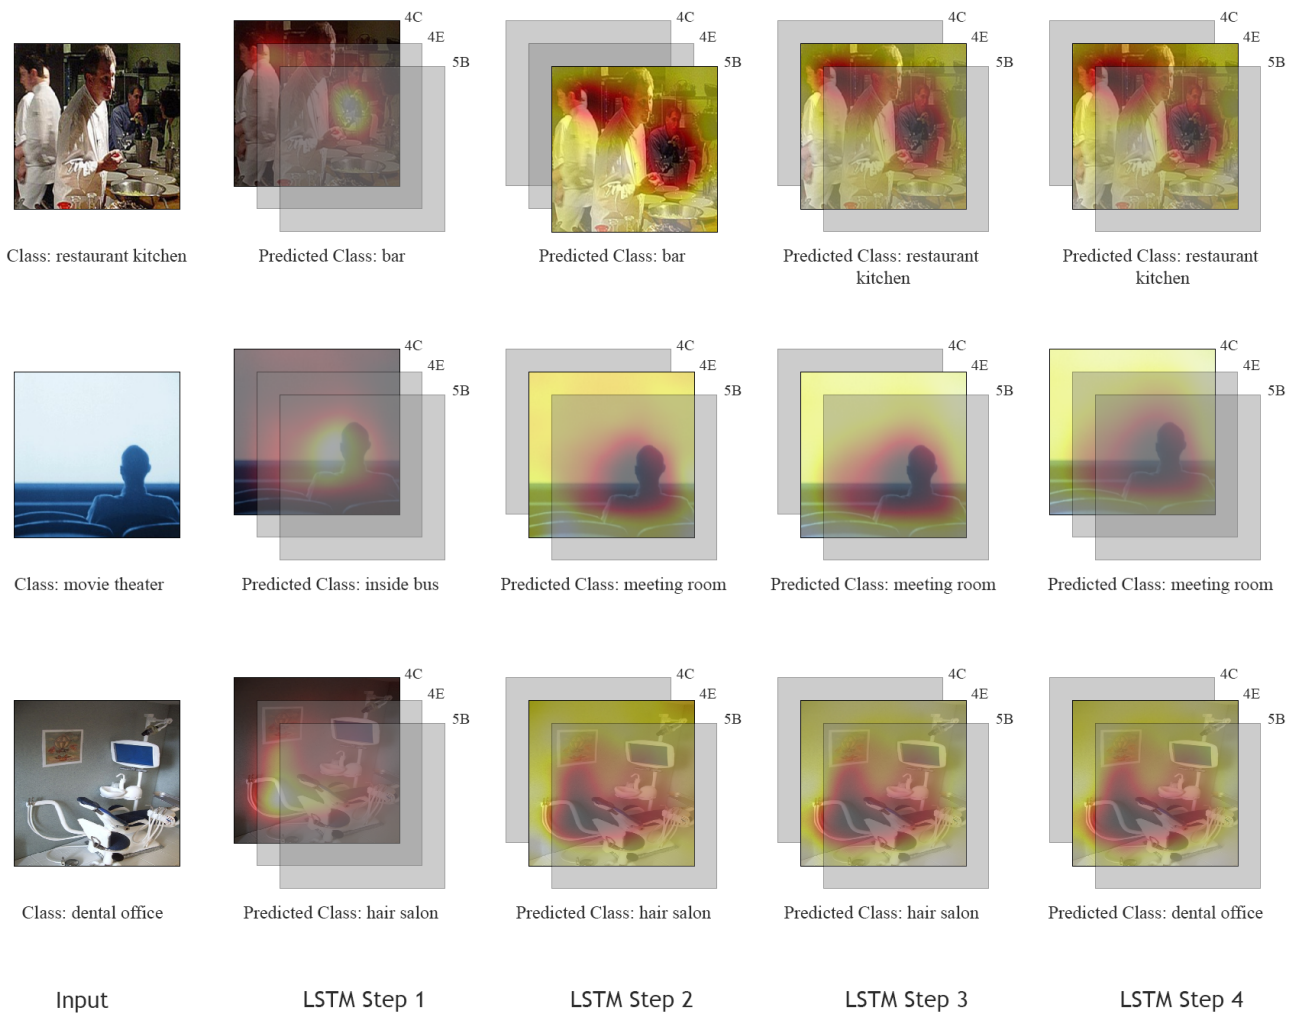 4C
4E
5B
4C
4E
5B
4C
4E
5B
4C
4E
5B
Class: restaurant kitchen
Predicted Class: bar
Predicted Class: bar
Predicted Class: restaurant
kitchen
Predicted Class: restaurant
kitchen
4C
4E
5B
4C
4E
5B
4C
4E
5B
4C
4E
5B
Class: movie theater
Predicted Class: inside bus
Predicted Class: meeting room
Predicted Class: meeting room
Predicted Class: meeting room
4C
4E
5B
4C
4E
5B
4C
4E
5B
4C
4E
5B
Class: dental office
Predicted Class: hair salon
Predicted Class: hair salon
Predicted Class: hair salon
Predicted Class: dental office
Input
LSTM Step 1
LSTM Step 2
LSTM Step 3
LSTM Step 4